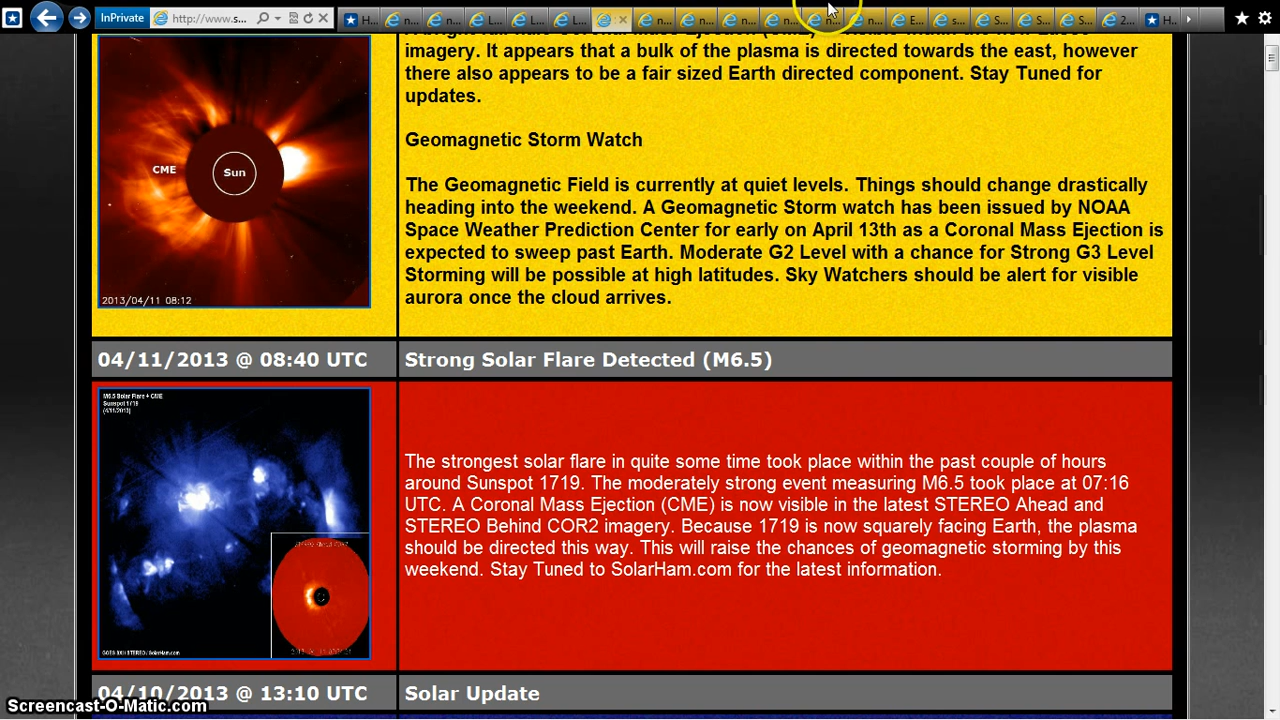 InPrivate
http://www.s...
H...
imagery. It appears that a bulk of the plasma is directed towards the east, however
there also appears to be a fair sized Earth directed component. Stay Tuned for
updates.
CME
Sun
2013/04/11 08:12
Geomagnetic Storm Watch
The Geomagnetic Field is currently at quiet levels. Things should change drastically
heading into the weekend. A Geomagnetic Storm watch has been issued by NOAA
Space Weather Prediction Center for early on April 13th as a Coronal Mass Ejection is
expected to sweep past Earth. Moderate G2 Level with a chance for Strong G3 Level
Storming will be possible at high latitudes. Sky Watchers should be alert for visible
aurora once the cloud arrives.
04/11/2013 @ 08:40 UTC
Strong Solar Flare Detected (M6.5)
M6.5 Solar Flare + CME
Sunspot 1719
(4/11/2013)
The strongest solar flare in quite some time took place within the past couple of hours
around Sunspot 1719. The moderately strong event measuring M6.5 took place at 07:16
UTC. A Coronal Mass Ejection (CME) is now visible in the latest STEREO Ahead and
STEREO Behind COR2 imagery. Because 1719 is now squarely facing Earth, the plasma
should be directed this way. This will raise the chances of geomagnetic storming by this
weekend. Stay Tuned to SolarHam.com for the latest information.
04/10/2013 @ 13:10 UTC
Solar Update
Screencast-O-Matic.com